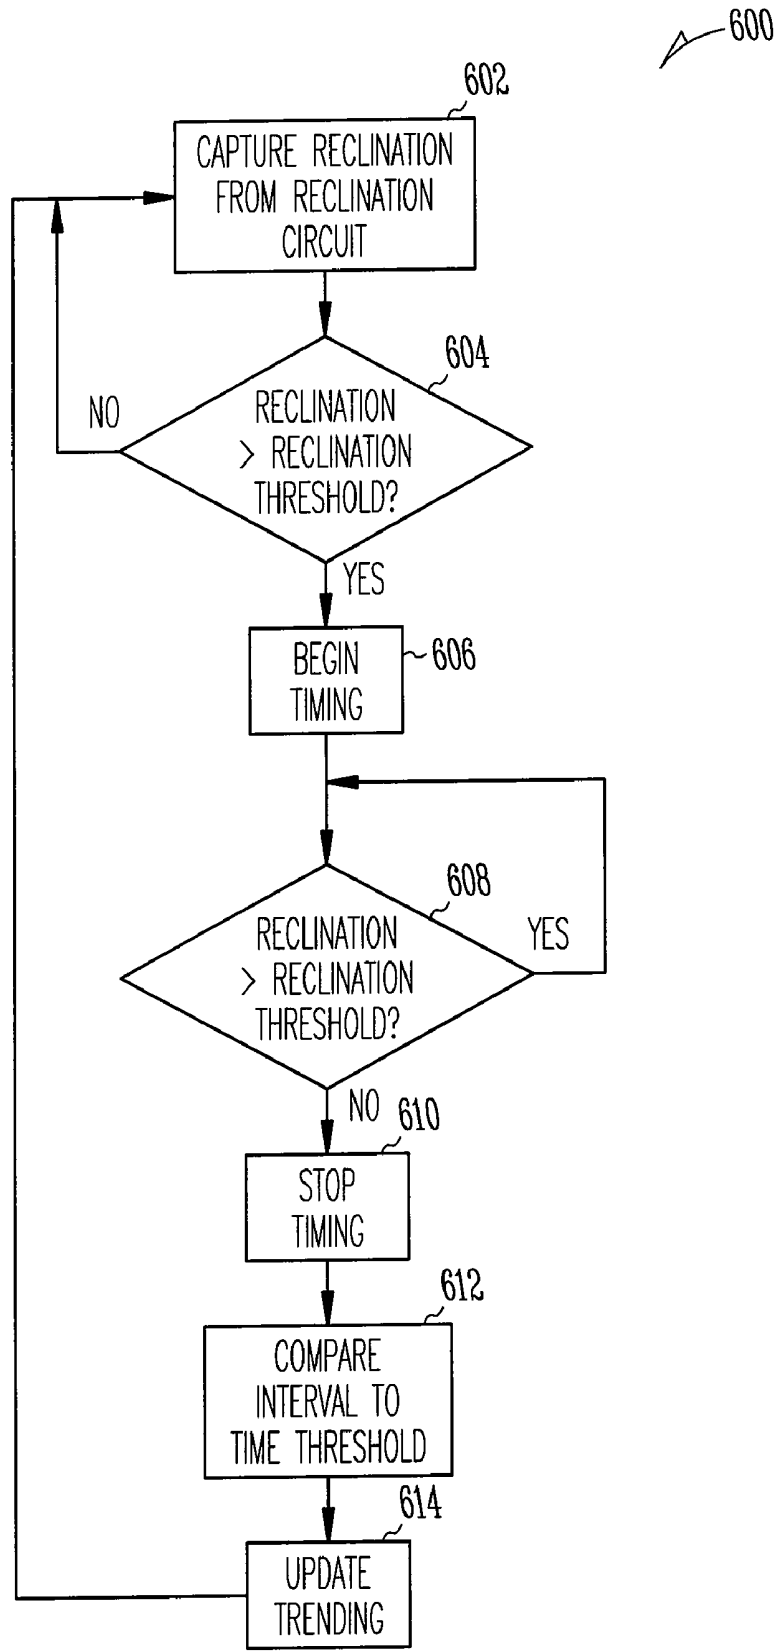 600
602
CAPTURE RECLINATION
FROM RECLINATION
CIRCUIT
604
NO
RECLINATION
> RECLINATION
THRESHOLD?
YES
606
BEGIN
TIMING
608
RECLINATION
> RECLINATION
THRESHOLD?
YES
NO
610
STOP
TIMING
612
COMPARE
INTERVAL TO
TIME THRESHOLD
614
UPDATE
TRENDING